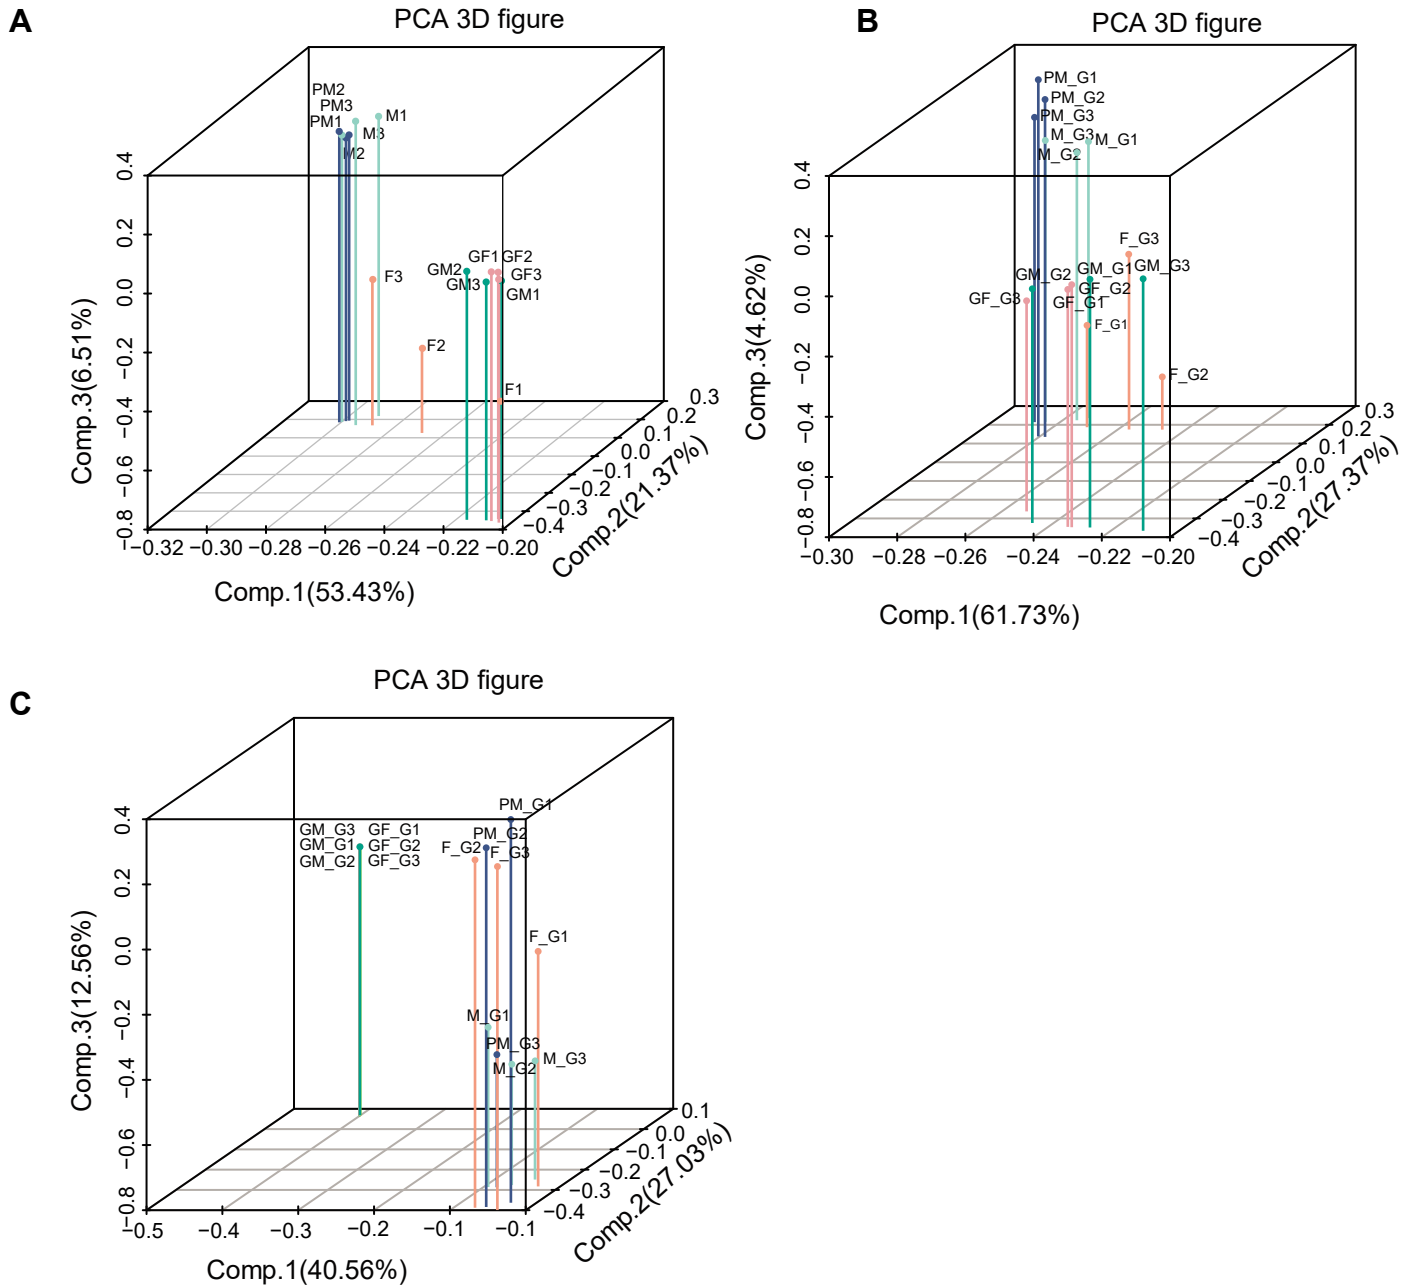 A
PCA 3D figure
PM2
PM3
PM1
M1
M3
M2
F3
GF1
GF2
GM2
GF3
GM3
GM1
F2
F1
0.4
0.2
0.0
−0.2
−0.4
−0.6
−0.8
Comp.3(6.51%)
−0.32
−0.30
−0.28
−0.26
−0.24
−0.22
−0.20
Comp.1(53.43%)
0.3
0.2
0.1
0.0
−0.1
−0.2
−0.3
−0.4
Comp.2(21.37%)
B
PCA 3D figure
PM_G1
PM_G2
PM_G3
M_G3
M_G1
M_G2
F_G3
GM_G2
GM_G1
GM_G3
GF_G3
GF_G2
GF_G1
F_G1
F_G2
0.4
0.2
0.0
−0.2
−0.4
−0.6
−0.8
Comp.3(4.62%)
−0.30
−0.28
−0.26
−0.24
−0.22
−0.20
Comp.1(61.73%)
0.3
0.2
0.1
0.0
−0.1
−0.2
−0.3
−0.4
Comp.2(27.37%)
C
PCA 3D figure
PM_G1
GM_G3
GF_G1
GM_G1
GF_G2
GM_G2
GF_G3
PM_G2
F_G2
F_G3
F_G1
M_G1
PM_G3
M_G2
M_G3
0.4
0.2
0.0
−0.2
−0.4
−0.6
−0.8
Comp.3(12.56%)
−0.5
−0.4
−0.3
−0.2
−0.1
−0.1
Comp.1(40.56%)
0.1
0.0
−0.1
−0.2
−0.3
−0.4
Comp.2(27.03%)